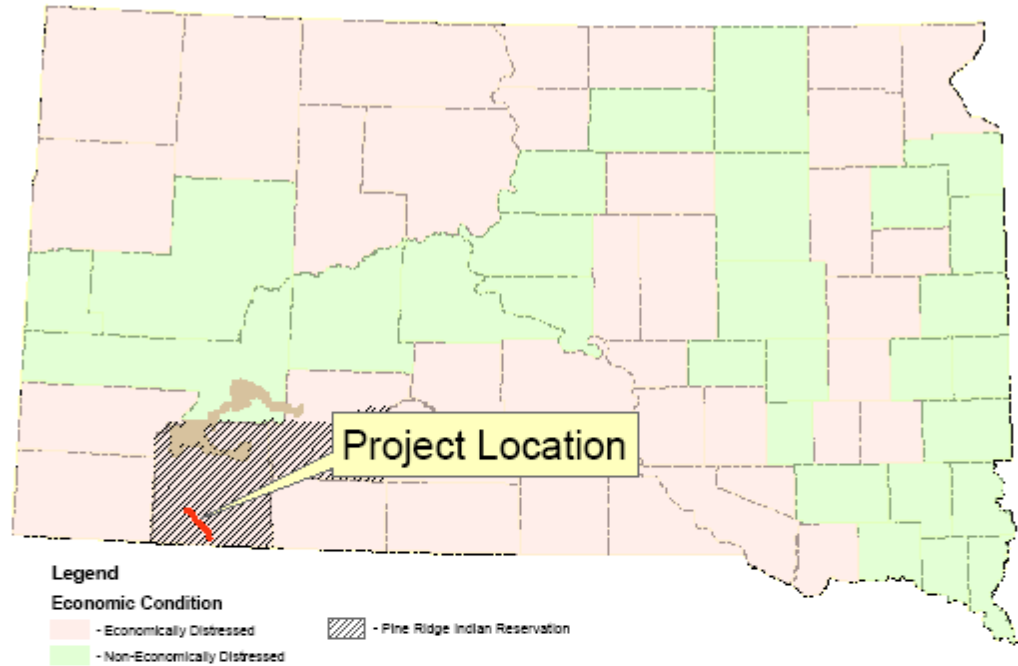 Project Location
Legend
Economic Condition
- Economically Distressed
- Pine Ridge Indian Reservation
- Non-Economically Distressed